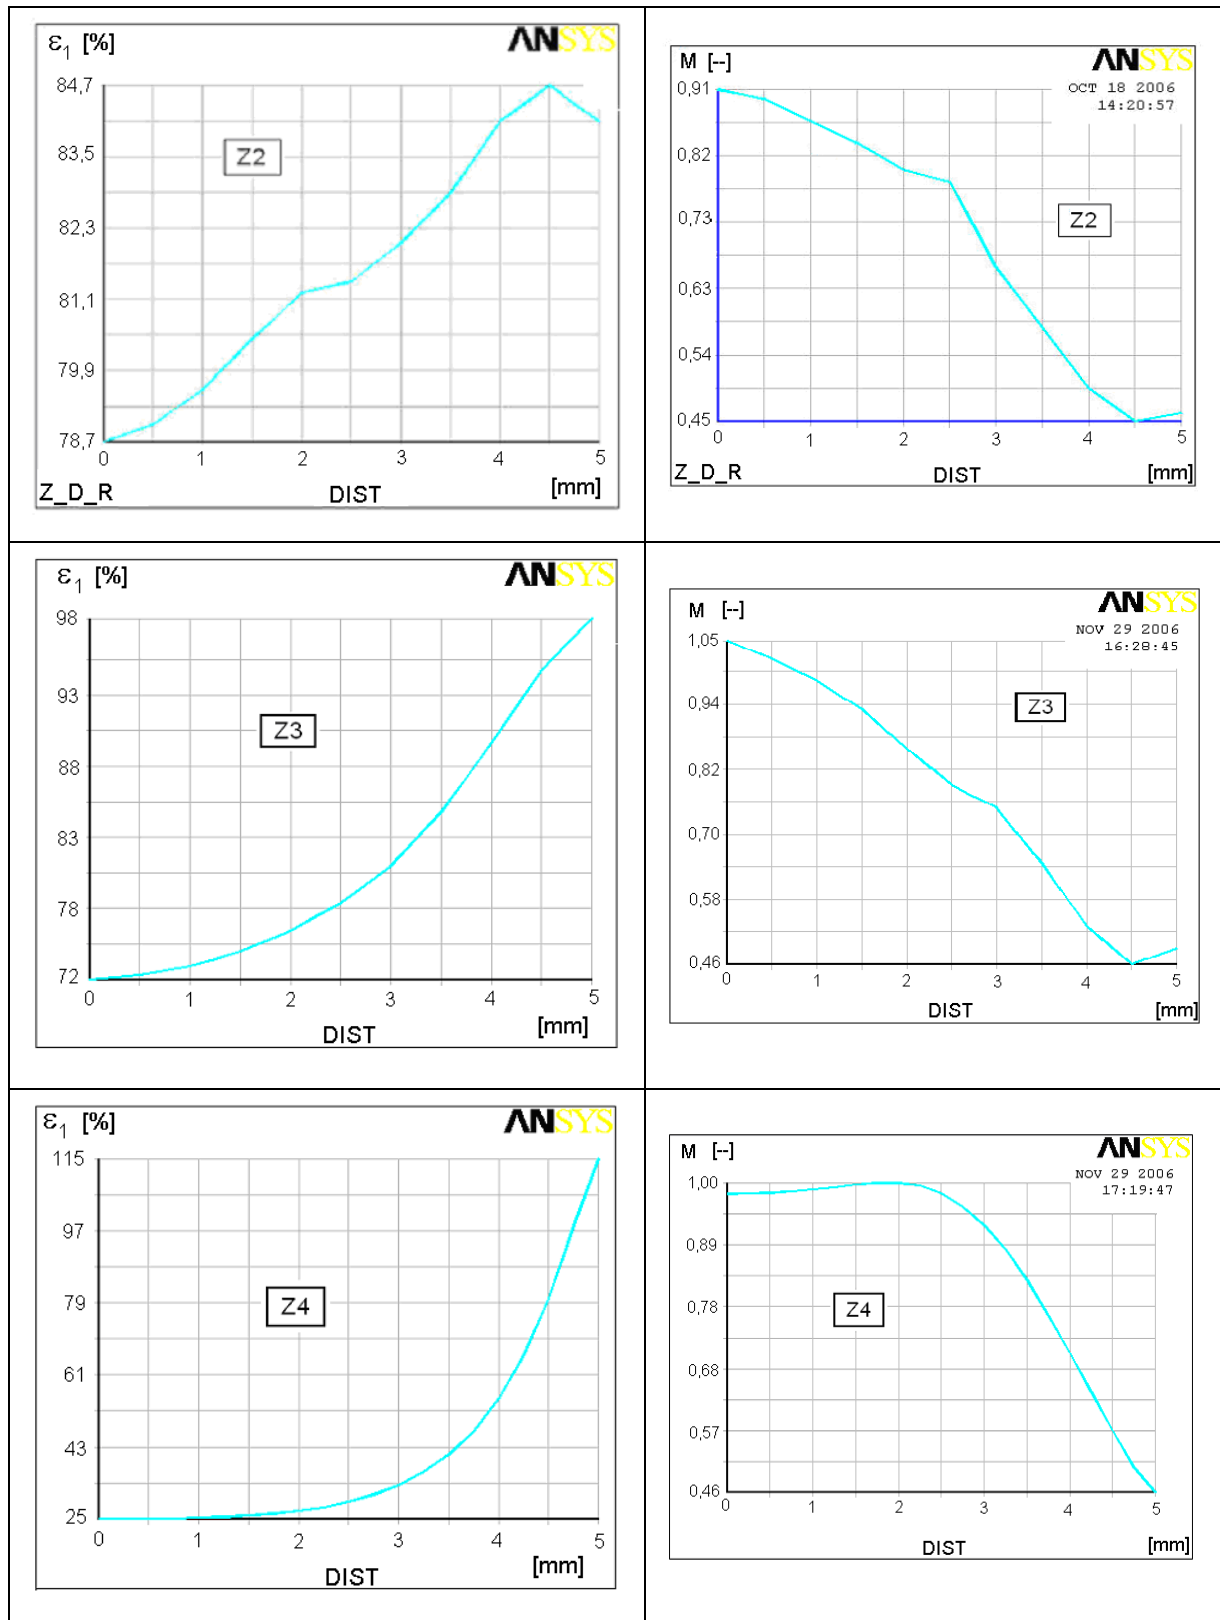 ε1 [%]
ANSYS
84,7
83,5
82,3
81,1
79,9
78,7
Z2
0 1 2 3 4 5
Z_D_R DIST [mm]
M [--]
ANSYS
OCT 18 2006
14:20:57
0,91
0,82
0,73
0,63
0,54
0,45
Z2
0 1 2 3 4 5
Z_D_R DIST [mm]
ε1 [%]
ANSYS
98
93
88
83
78
72
Z3
0 1 2 3 4 5
DIST [mm]
M [--]
ANSYS
NOV 29 2006
16:28:45
1,05
0,94
0,82
0,70
0,58
0,46
Z3
0 1 2 3 4 5
DIST [mm]
ε1 [%]
ANSYS
115
97
79
61
43
25
Z4
0 1 2 3 4 5
DIST [mm]
M [--]
ANSYS
NOV 29 2006
17:19:47
1,00
0,89
0,78
0,68
0,57
0,46
Z4
0 1 2 3 4 5
DIST [mm]